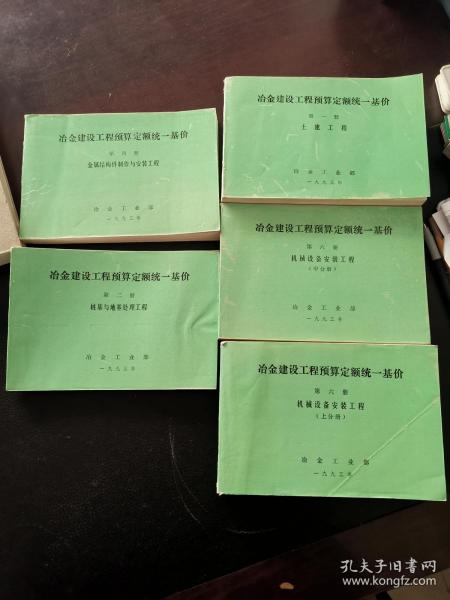 冶金建设工程预算定额统一基价
第四册
金属结构件制作与安装工程
冶金工业部
一九九三年
冶金建设工程预算定额统一基价
第一册
土建工程
冶金工业部
一九九三年
冶金建设工程预算定额统一基价
第二册
桩基与地基处理工程
冶金工业部
一九九三年
冶金建设工程预算定额统一基价
第六册
机械设备安装工程
(中分册)
冶金工业部
一九九三年
冶金建设工程预算定额统一基价
第六册
机械设备安装工程
(上分册)
冶金工业部
一九九三年
孔夫子旧书网
www.kongfz.com